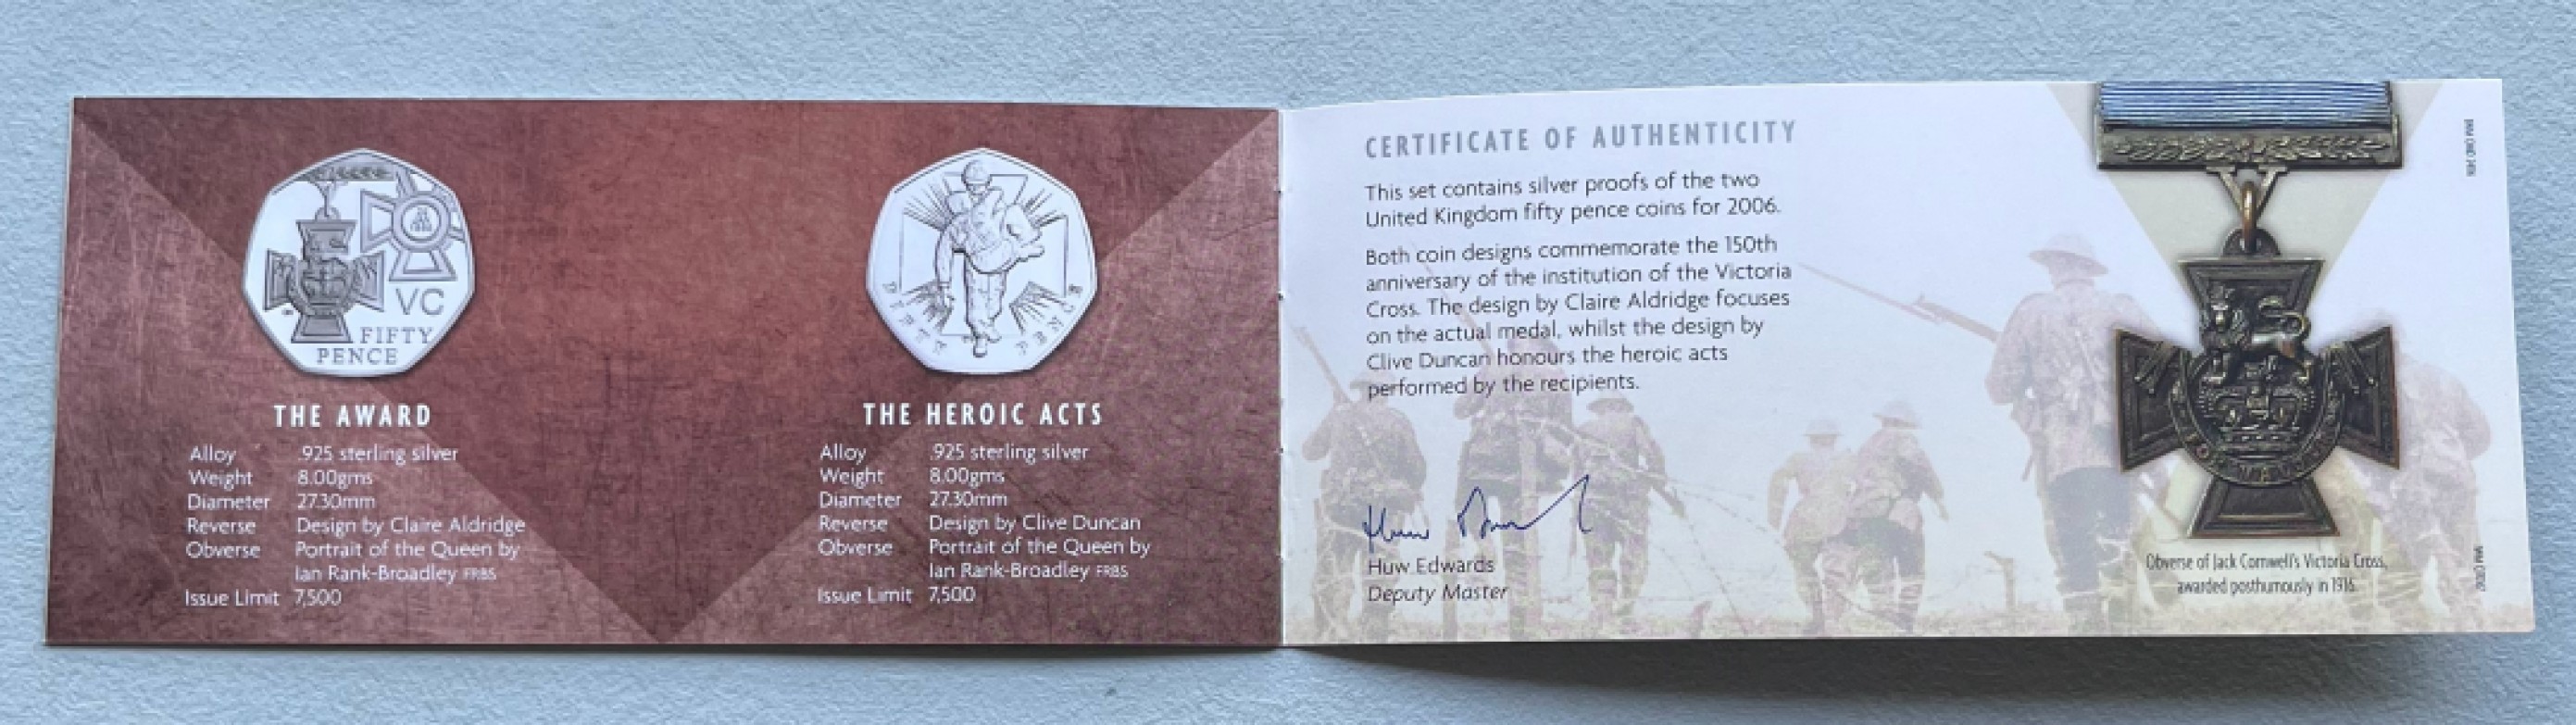 VC
FIFTY
PENCE
THE AWARD
Alloy .925 sterling silver
Weight 8.00gms
Diameter 27.30mm
Reverse Design by Claire Aldridge
Obverse Portrait of the Queen by
Ian Rank-Broadley FRBS
Issue Limit 7,500
FIFTY PENCE
THE HEROIC ACTS
Alloy .925 sterling silver
Weight 8.00gms
Diameter 27.30mm
Reverse Design by Clive Duncan
Obverse Portrait of the Queen by
Ian Rank-Broadley FRBS
Issue Limit 7,500
CERTIFICATE OF AUTHENTICITY
This set contains silver proofs of the two
United Kingdom fifty pence coins for 2006.
Both coin designs commemorate the 150th
anniversary of the institution of the Victoria
Cross. The design by Claire Aldridge focuses
on the actual medal, whilst the design by
Clive Duncan honours the heroic acts
performed by the recipients.
Huw Edwards
Deputy Master
Obverse of Jack Cornwell's Victoria Cross,
awarded posthumously in 1916.